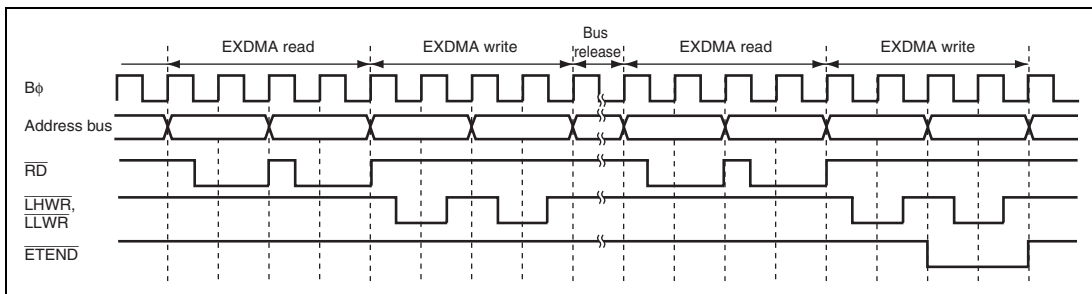 Bus
EXDMA read EXDMA write release EXDMA read EXDMA write
Bϕ
Address bus
RD
LHWR,
LLWR
ETEND